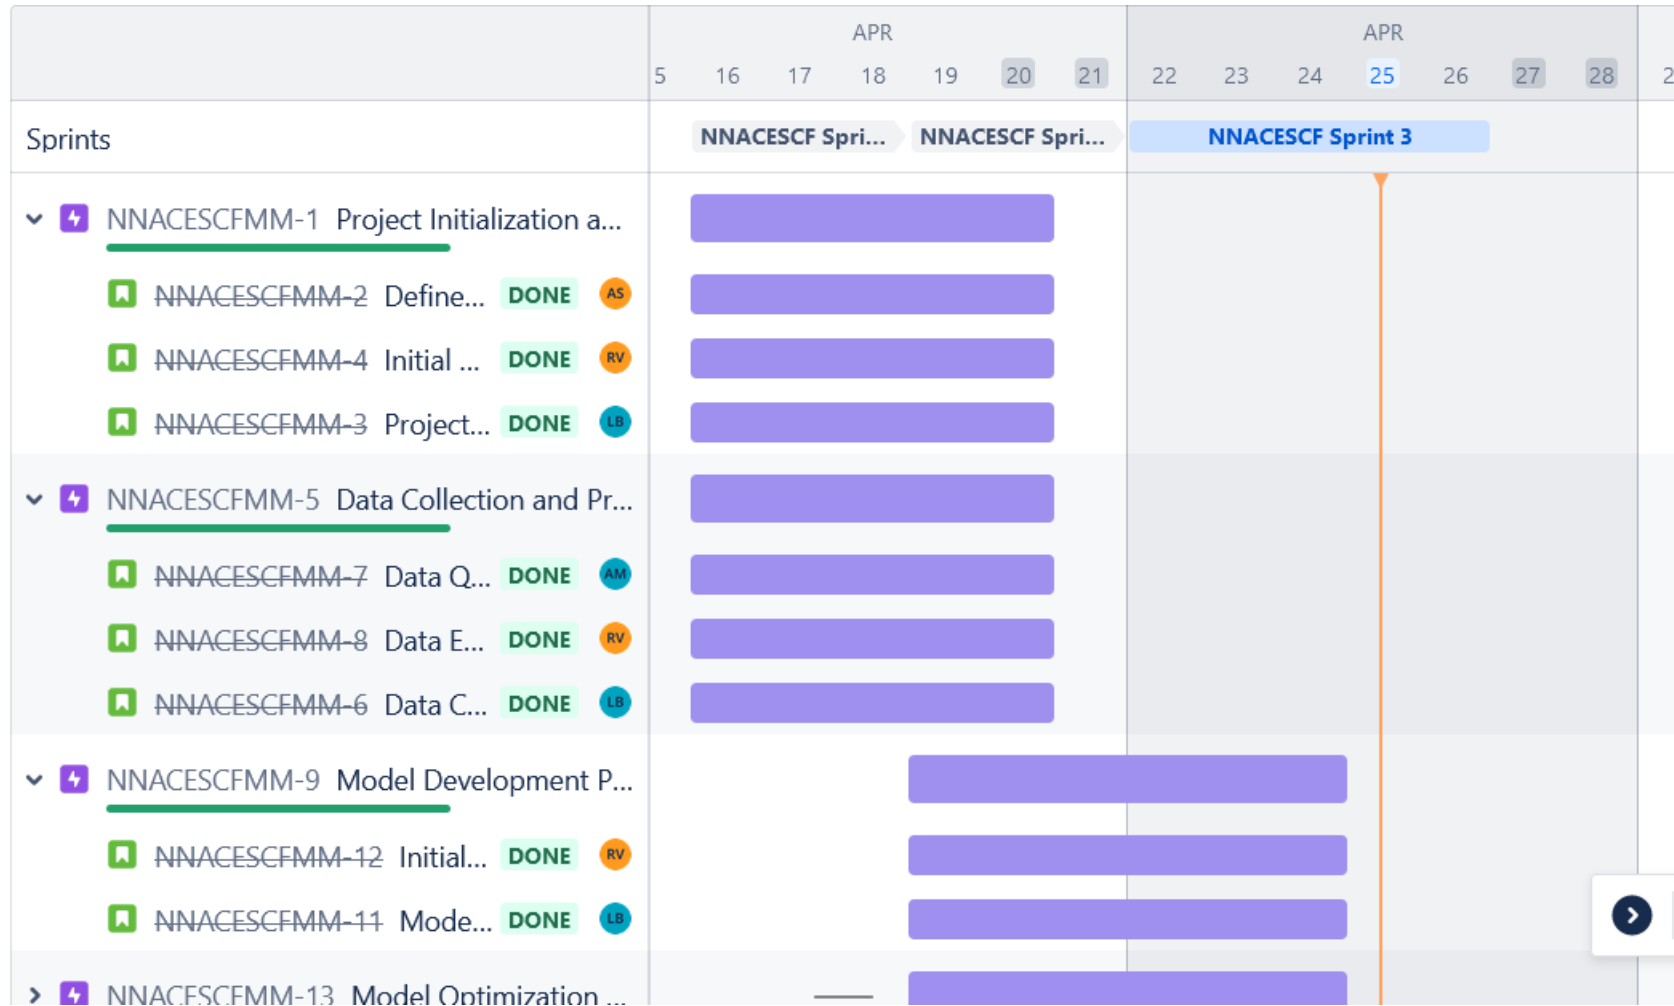 APR APR
5 16 17 18 19 20 21 22 23 24 25 26 27 28 2
Sprints NNACESCF Spri... NNACESCF Spri... NNACESCF Sprint 3
NNACESCFMM-1 Project Initialization a...
NNACESCFMM-2 Define... DONE AS
NNACESCFMM-4 Initial ... DONE RV
NNACESCFMM-3 Project... DONE LB
NNACESCFMM-5 Data Collection and Pr...
NNACESCFMM-7 Data Q... DONE AM
NNACESCFMM-8 Data E... DONE RV
NNACESCFMM-6 Data C... DONE LB
NNACESCFMM-9 Model Development P...
NNACESCFMM-12 Initial... DONE RV
NNACESCFMM-11 Mode... DONE LB
NNACESCFMM-13 Model Optimization ...